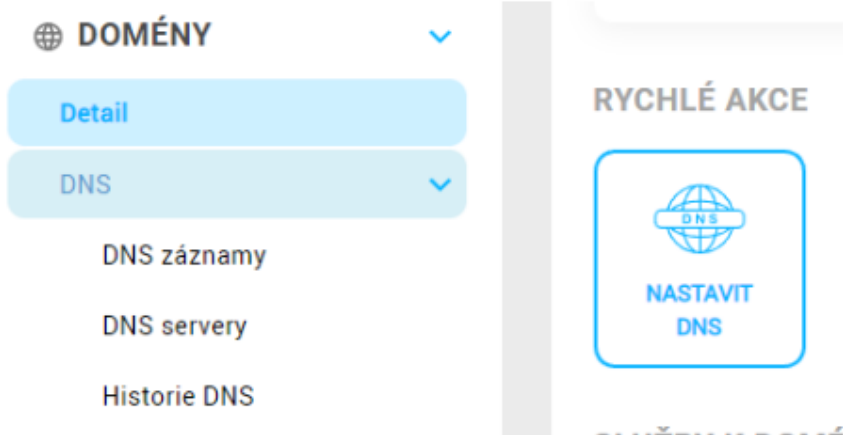 DOMÉNY
Detail
DNS
DNS záznamy
DNS servery
Historie DNS
RYCHLÉ AKCE
DNS
NASTAVIT
DNS